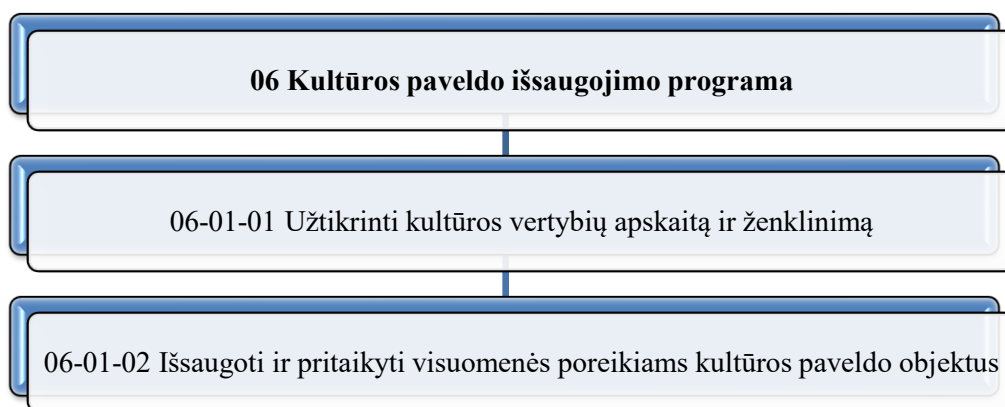 06 Kultūros paveldo išsaugojimo programa
06-01-01 Užtikrinti kultūros vertybių apskaitą ir ženklinimą
06-01-02 Išsaugoti ir pritaikyti visuomenės poreikiams kultūros paveldo objektus